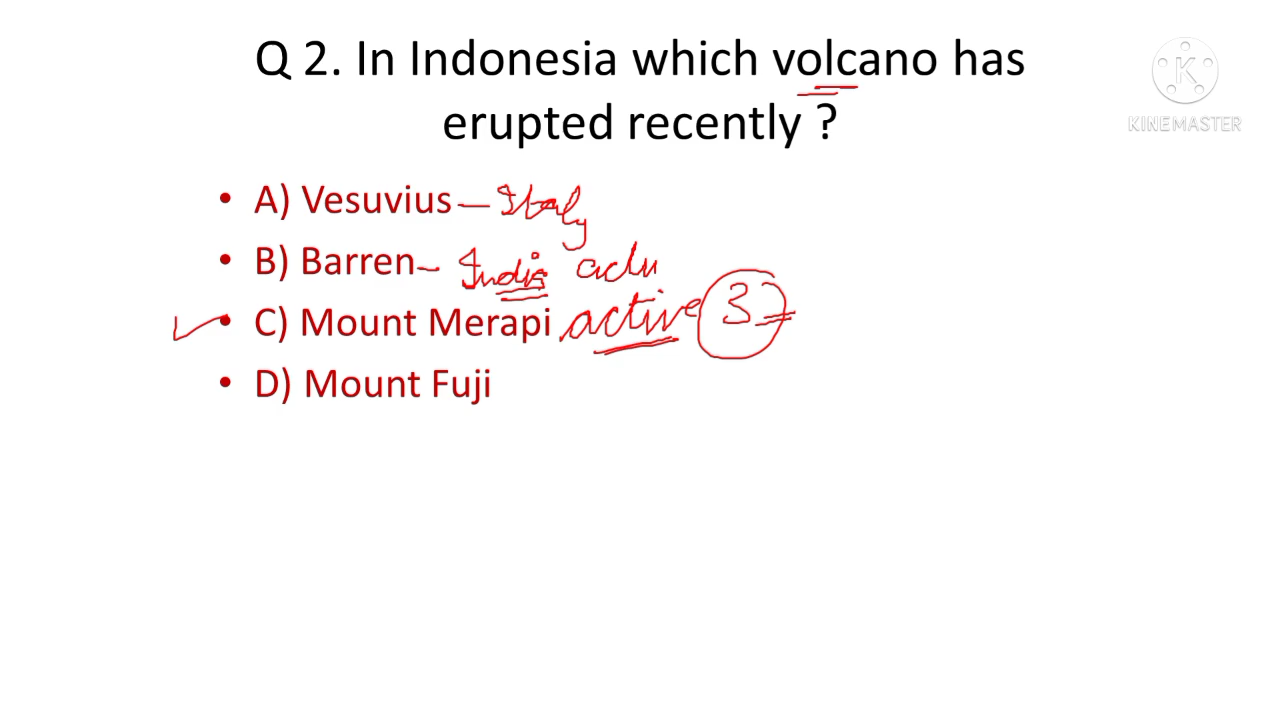 Q 2. In Indonesia which volcano has
erupted recently ?
K
KINEMASTER
• A) Vesuvius – Italy
• B) Barren – India
• C) Mount Merapi active 3
• D) Mount Fuji